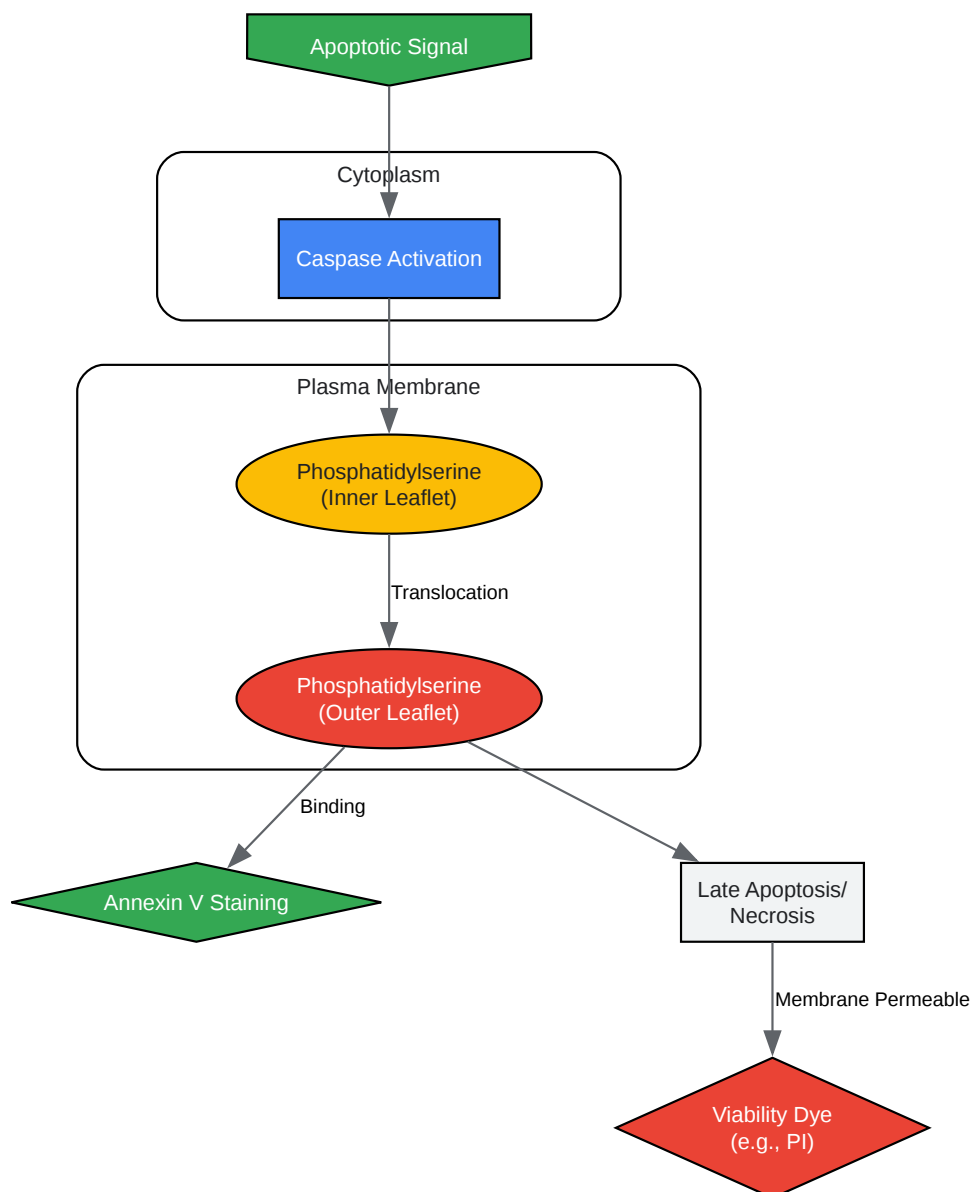 Apoptotic Signal
Cytoplasm
Caspase Activation
Plasma Membrane
Phosphatidylserine
(Inner Leaflet)
Translocation
Phosphatidylserine
(Outer Leaflet)
Binding
Annexin V Staining
Late Apoptosis/
Necrosis
Membrane Permeable
Viability Dye
(e.g., PI)